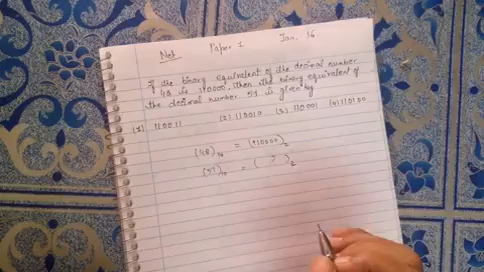 Net Paper 1 Jan, 16
If the binary equivalent of the decimal number
48 is 110000, then the binary equivalent of
the decimal number 51 is given by
(1) 110011 (2) 110010 (3) 110001 (4) 110100
(48)10 = (110000)2
(51)10 = ( ? )2